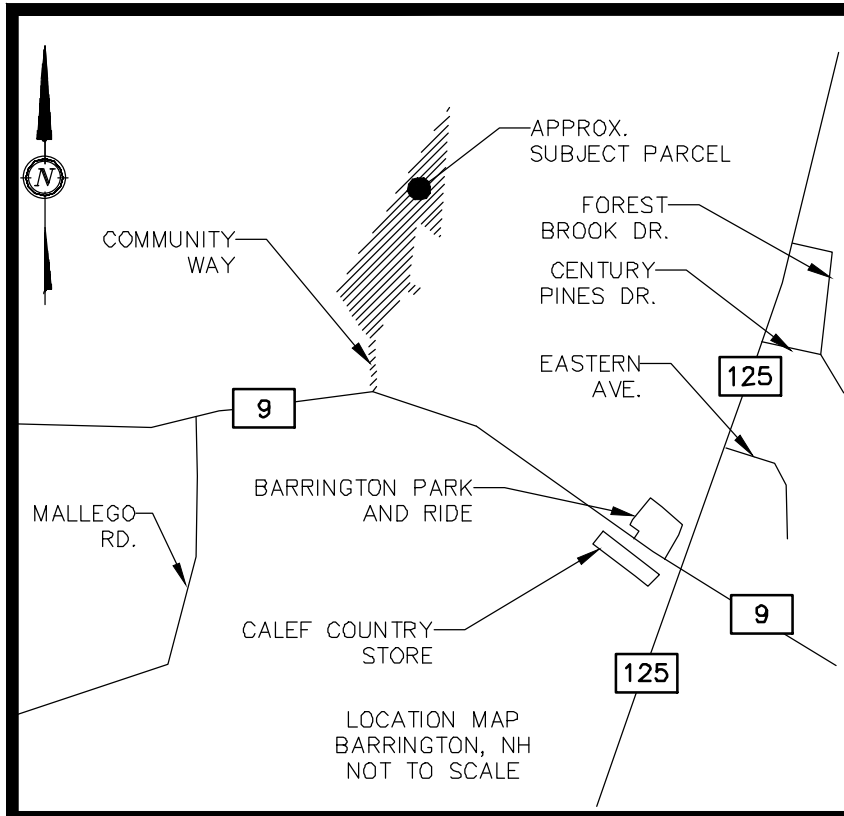 APPROX.
SUBJECT PARCEL
N
FOREST
BROOK DR.
COMMUNITY
WAY
CENTURY
PINES DR.
EASTERN
AVE.
125
9
BARRINGTON PARK
AND RIDE
MALLEGO
RD.
9
CALEF COUNTRY
STORE
125
LOCATION MAP
BARRINGTON, NH
NOT TO SCALE